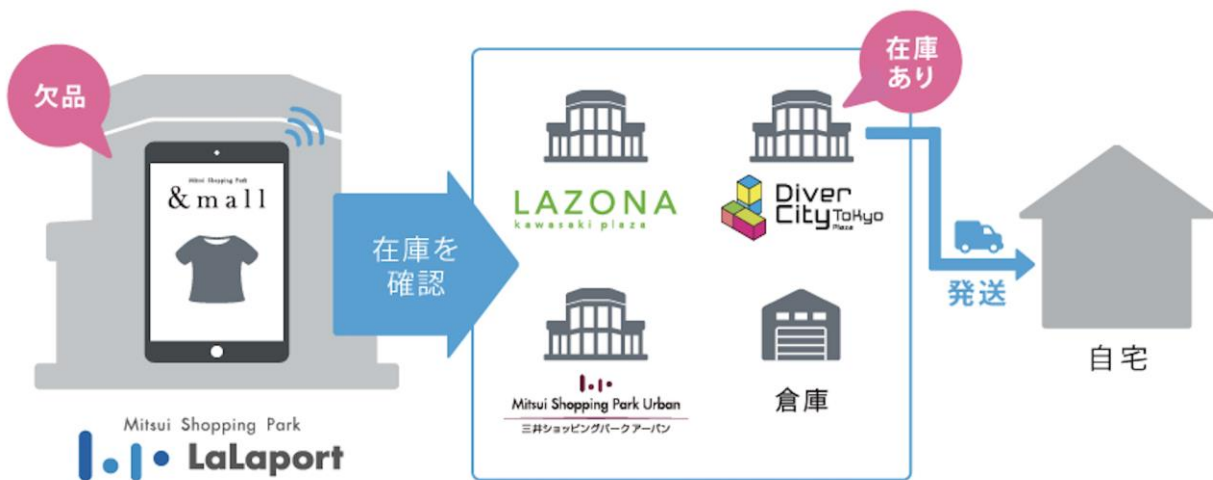 欠品
Mitsui Shopping Park
& mall
Mitsui Shopping Park
LaLaport
在庫を
確認
LAZONA
kawasaki plaza
在庫
あり
Diver
City Tokyo
Plaza
Mitsui Shopping Park Urban
三井ショッピングパーク アーバン
倉庫
発送
自宅